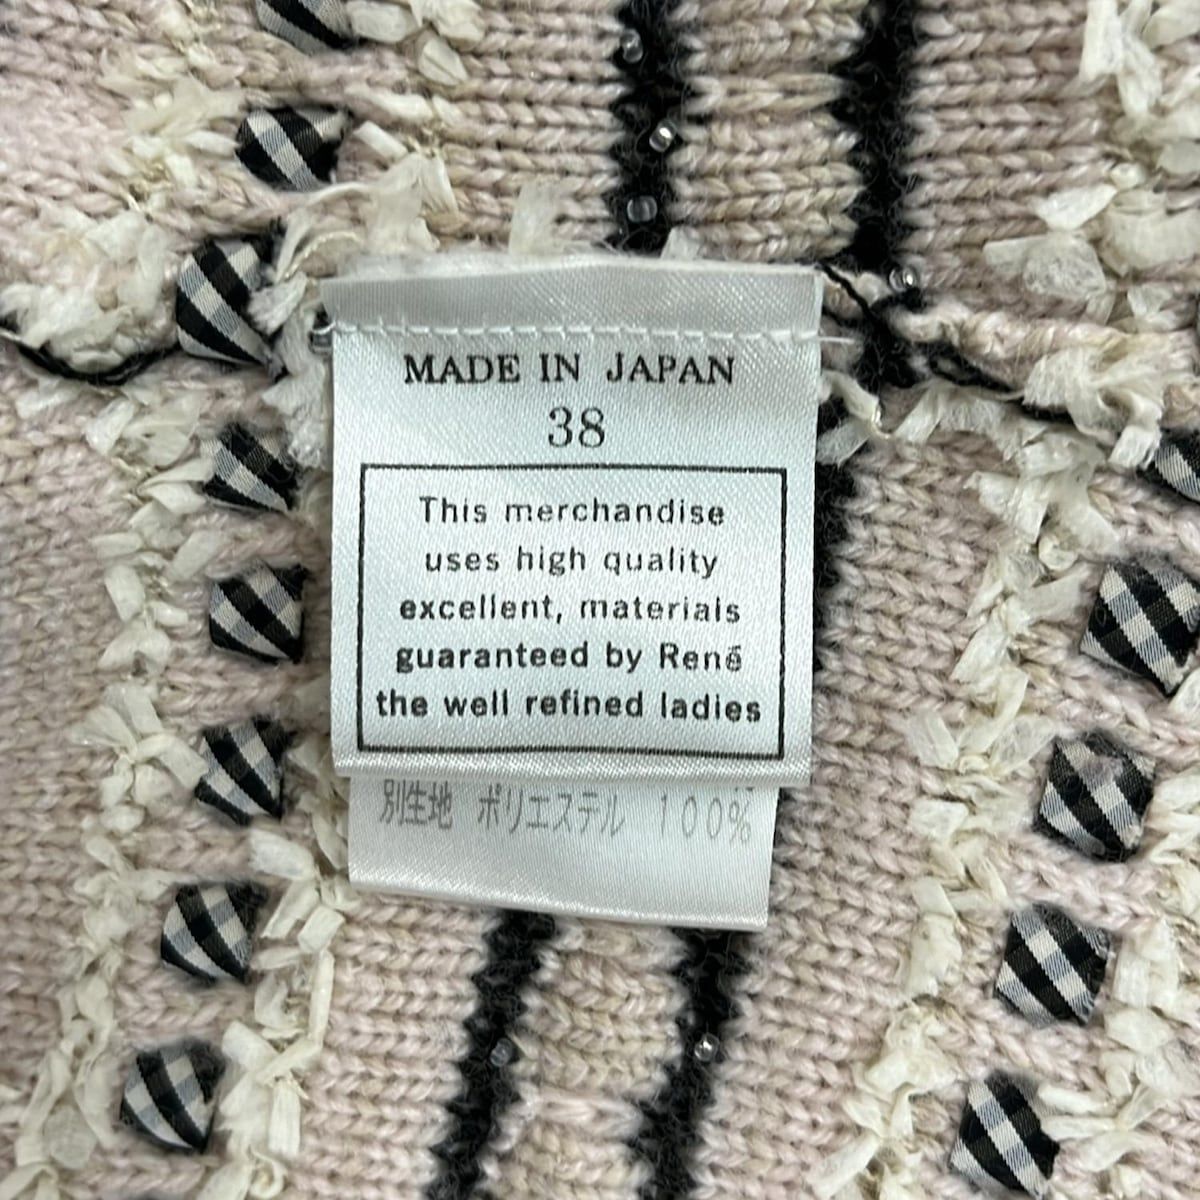 MADE IN JAPAN
38
This merchandise
uses high quality
excellent, materials
guaranteed by René
the well refined ladies
別生地 ポリエステル 100%